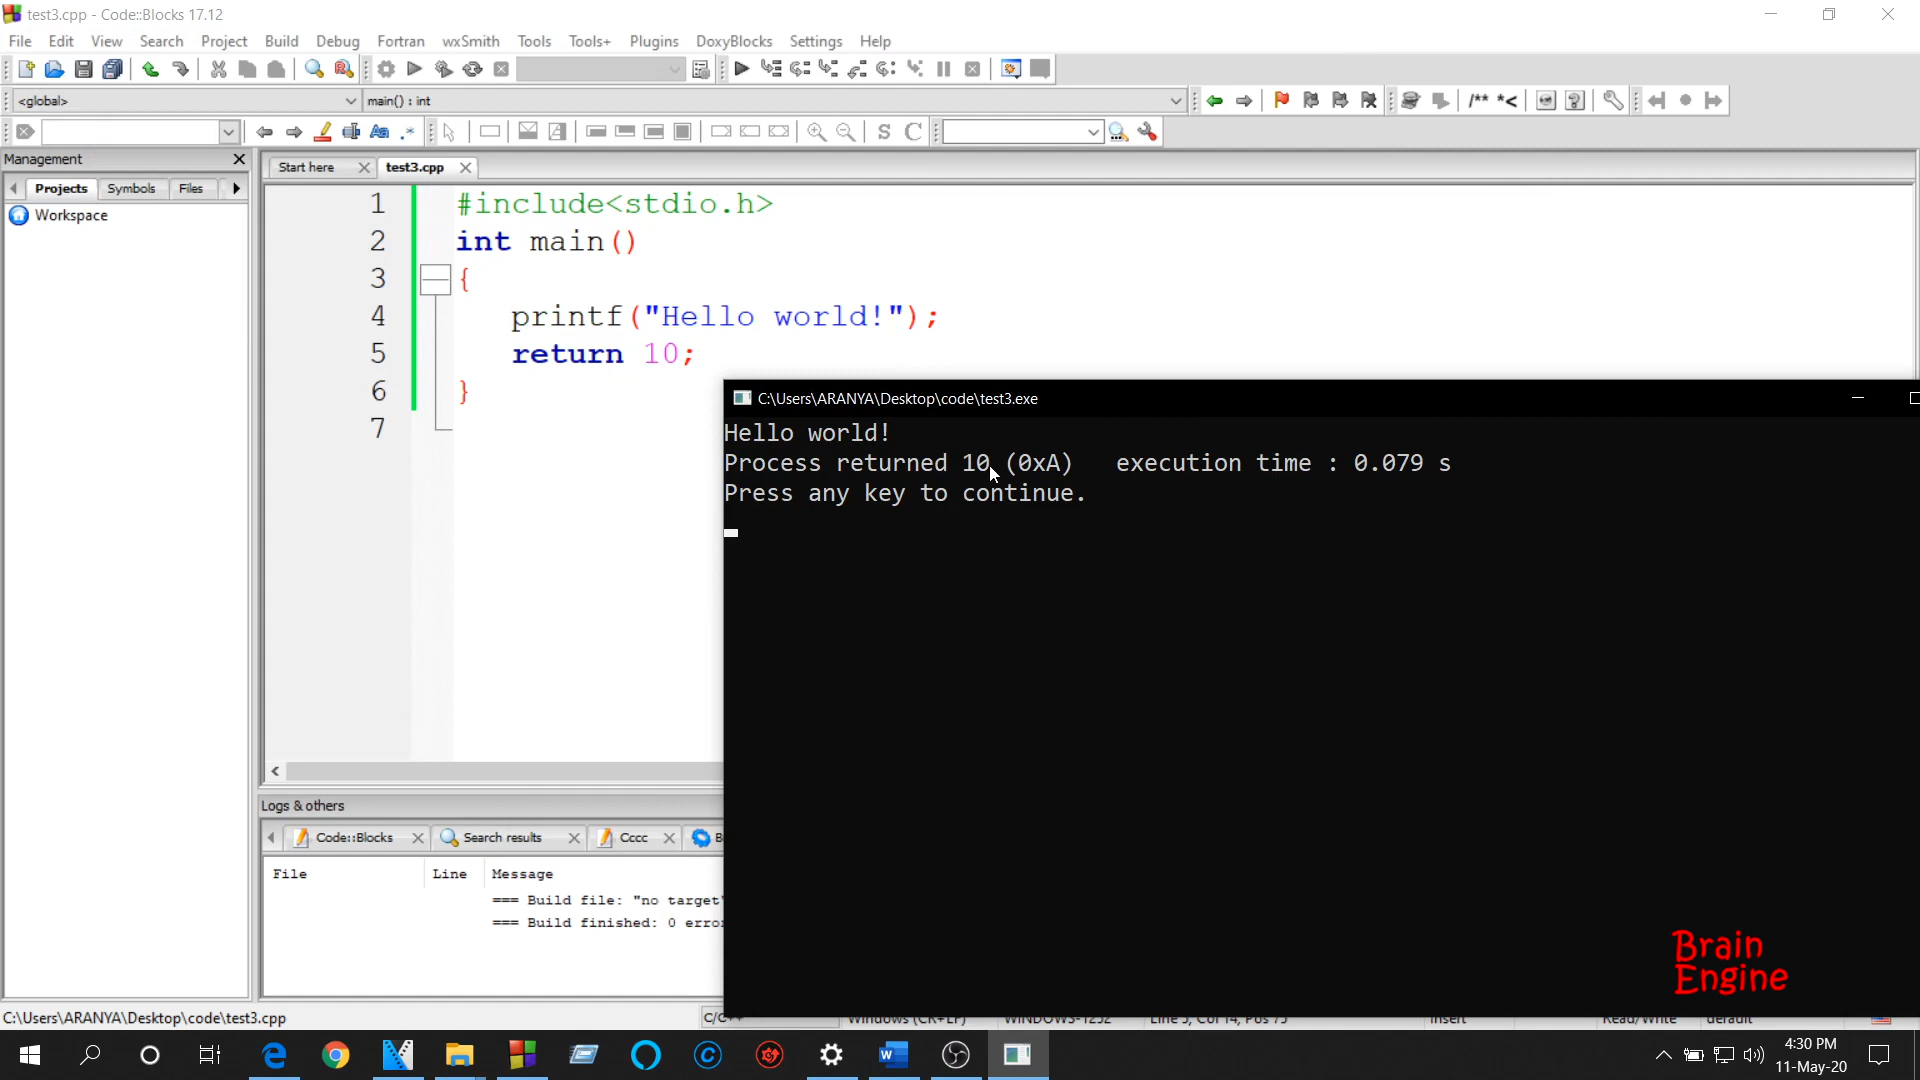 test3.cpp - Code::Blocks 17.12
File Edit View Search Project Build Debug Fortran wxSmith Tools Tools+ Plugins DoxyBlocks Settings Help
<global> main() : int
/** *<
Management
Projects Symbols Files
Workspace
Start here test3.cpp
1 #include<stdio.h>
2 int main()
3 {
4 printf("Hello world!");
5 return 10;
6 }
7
C:\Users\ARANYA\Desktop\code\test3.exe
Hello world!
Process returned 10 (0xA) execution time : 0.079 s
Press any key to continue.
Logs & others
Code::Blocks Search results Cccc
File Line Message
=== Build file: "no target"
=== Build finished: 0 error
Brain
Engine
C:\Users\ARANYA\Desktop\code\test3.cpp C/C++ Windows (CR+LF) WINDOWS-1252 Line 5, Col 14, Pos 75 Insert Read/Write default
4:30 PM
11-May-20